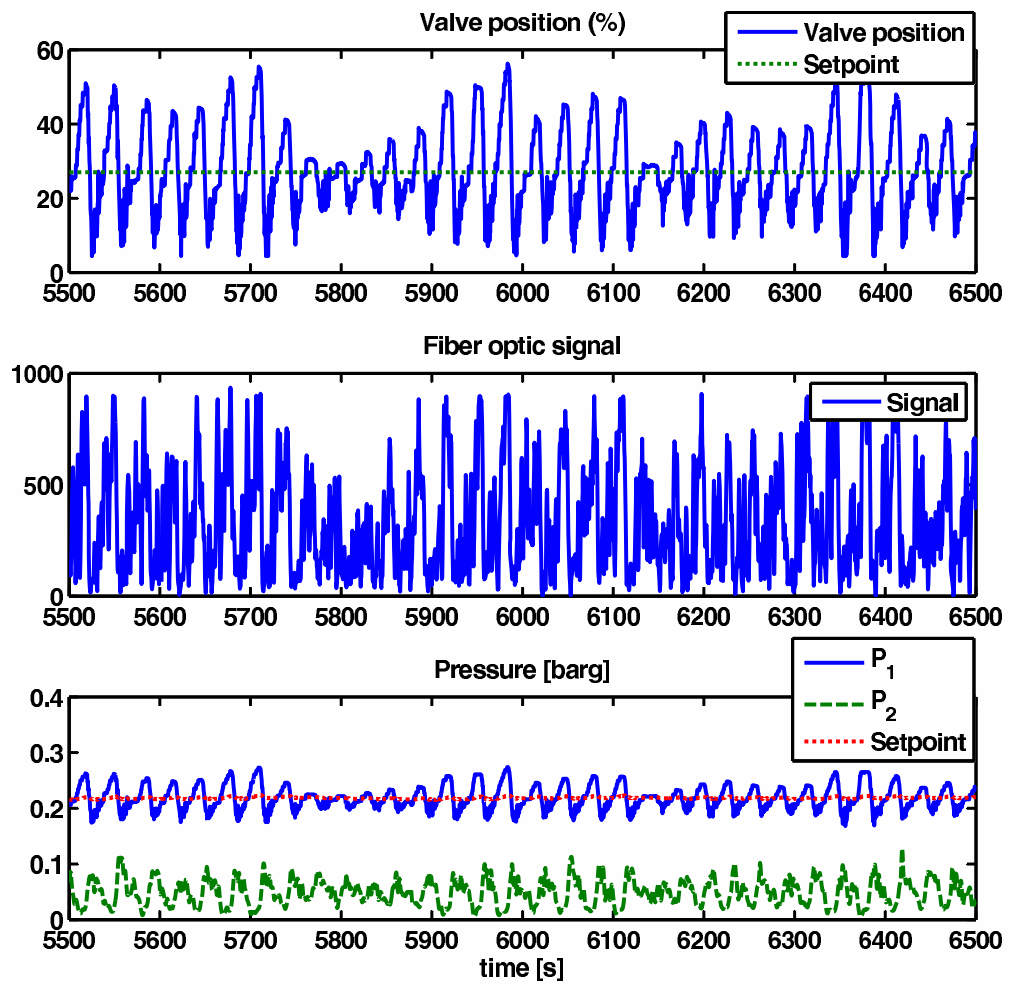 Valve position (%)
Valve position
Setpoint
60
40
20
0
5500 5600 5700 5800 5900 6000 6100 6200 6300 6400 6500
Fiber optic signal
Signal
1000
500
0
5500 5600 5700 5800 5900 6000 6100 6200 6300 6400 6500
Pressure [barg]
P1
P2
Setpoint
0.4
0.3
0.2
0.1
0
5500 5600 5700 5800 5900 6000 6100 6200 6300 6400 6500
time [s]